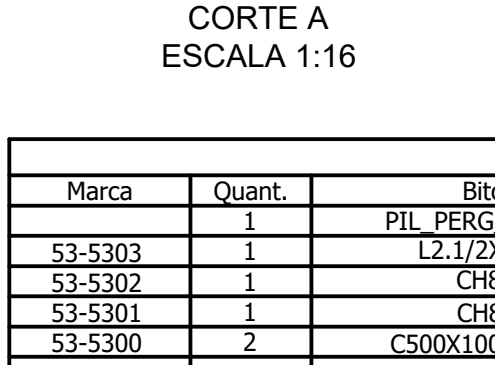 CORTE A
ESCALA 1:16
Marca Quant.
1 PIL_PERG_
53-5303 1 L2.1/2X
53-5302 1 CH8
53-5301 1 CH8
53-5300 2 C500X100